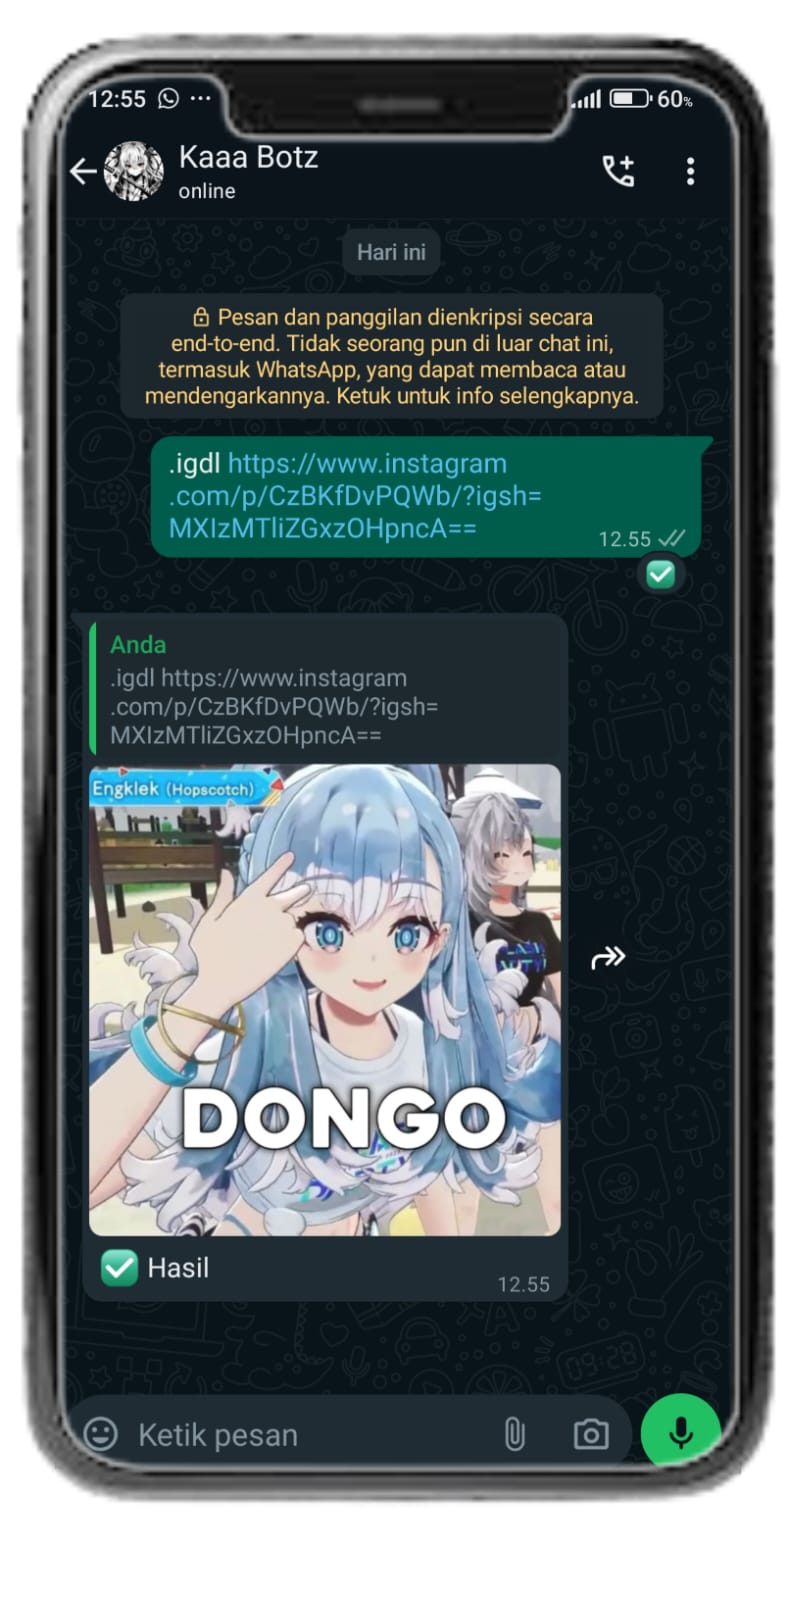 12:55 ... 60%
Kaaa Botz
online
Hari ini
Pesan dan panggilan dienkripsi secara
end-to-end. Tidak seorang pun di luar chat ini,
termasuk WhatsApp, yang dapat membaca atau
mendengarkannya. Ketuk untuk info selengkapnya.
.igdl https://www.instagram
.com/p/CzBKfDvPQWb/?igsh=
MXIzMTliZGxzOHpncA==
12.55
Anda
.igdl https://www.instagram
.com/p/CzBKfDvPQWb/?igsh=
MXIzMTliZGxzOHpncA==
Engklek (Hopscotch)
DONGO
✅ Hasil
12.55
Ketik pesan